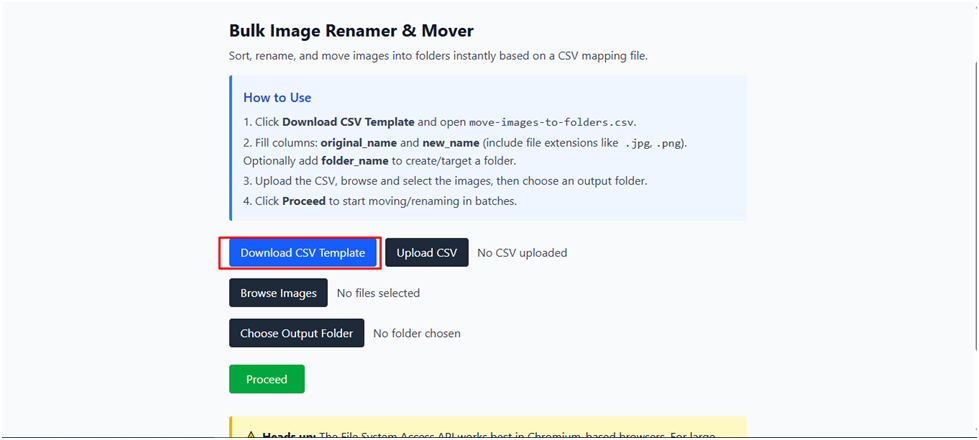 Bulk Image Renamer & Mover
Sort, rename, and move images into folders instantly based on a CSV mapping file.
How to Use
1. Click Download CSV Template and open move-images-to-folders.csv.
2. Fill columns: original_name and new_name (include file extensions like .jpg, .png).
Optionally add folder_name to create/target a folder.
3. Upload the CSV, browse and select the images, then choose an output folder.
4. Click Proceed to start moving/renaming in batches.
Download CSV Template Upload CSV No CSV uploaded
Browse Images No files selected
Choose Output Folder No folder chosen
Proceed
⚠ Heads up: The File System Access API works best in Chromium-based browsers. For large